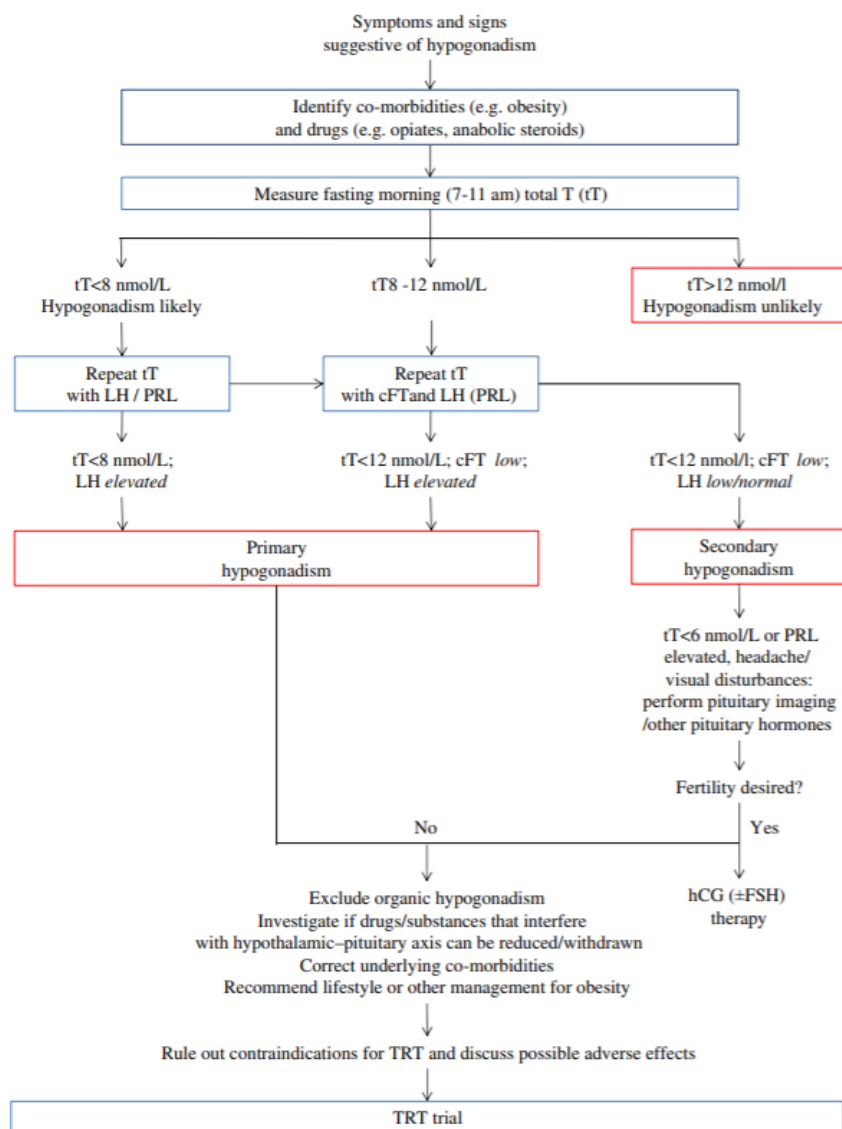 Symptoms and signs
suggestive of hypogonadism
Identify co-morbidities (e.g. obesity)
and drugs (e.g. opiates, anabolic steroids)
Measure fasting morning (7-11 am) total T (tT)
tT<8 nmol/L
Hypogonadism likely
tT8 -12 nmol/L
tT>12 nmol/l
Hypogonadism unlikely
Repeat tT
with LH / PRL
Repeat tT
with cFTand LH (PRL)
tT<8 nmol/L;
LH elevated
tT<12 nmol/L; cFT low;
LH elevated
tT<12 nmol/l; cFT low;
LH low/normal
Primary
hypogonadism
Secondary
hypogonadism
tT<6 nmol/L or PRL
elevated, headache/
visual disturbances:
perform pituitary imaging
/other pituitary hormones
Fertility desired?
No
Yes
Exclude organic hypogonadism
Investigate if drugs/substances that interfere
with hypothalamic–pituitary axis can be reduced/withdrawn
Correct underlying co-morbidities
Recommend lifestyle or other management for obesity
hCG (±FSH)
therapy
Rule out contraindications for TRT and discuss possible adverse effects
TRT trial